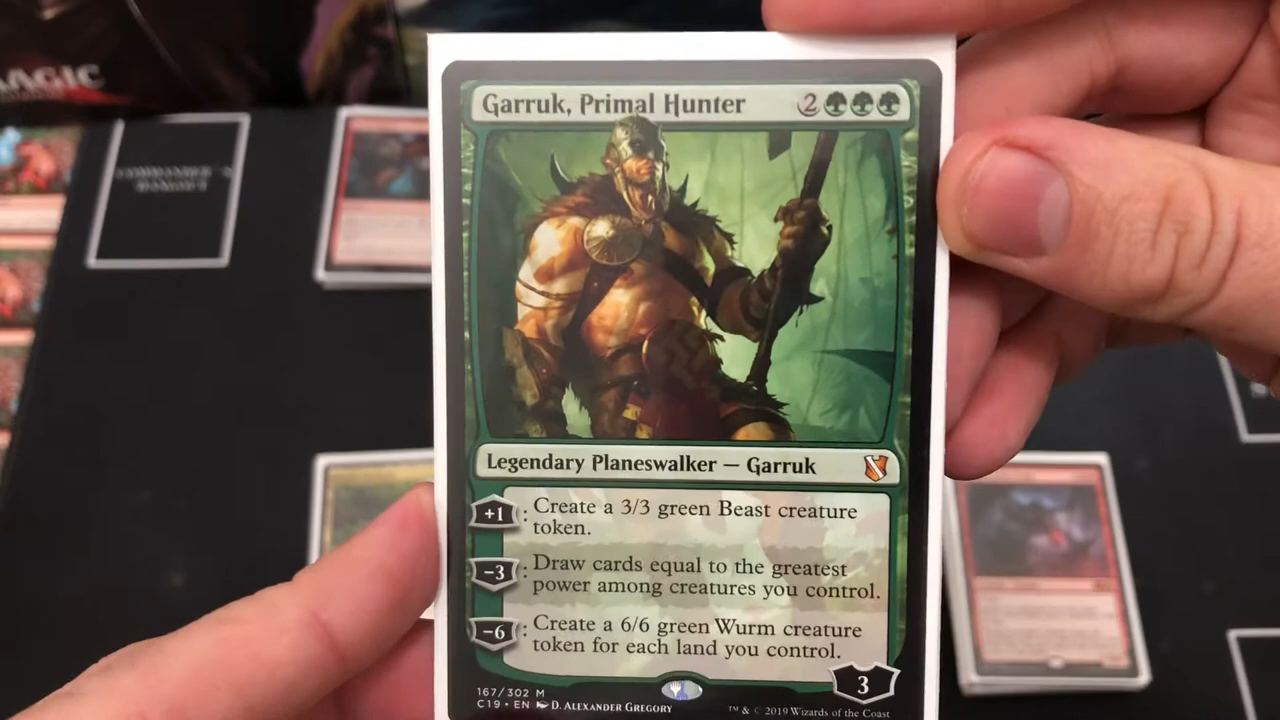 MAGIC
Garruk, Primal Hunter 2
Legendary Planeswalker — Garruk
+1 : Create a 3/3 green Beast creature
token.
−3 : Draw cards equal to the greatest
power among creatures you control.
−6 : Create a 6/6 green Wurm creature
token for each land you control.
3
167/302 M
C19 • EN D. Alexander Gregory
™ & © 2019 Wizards of the Coast